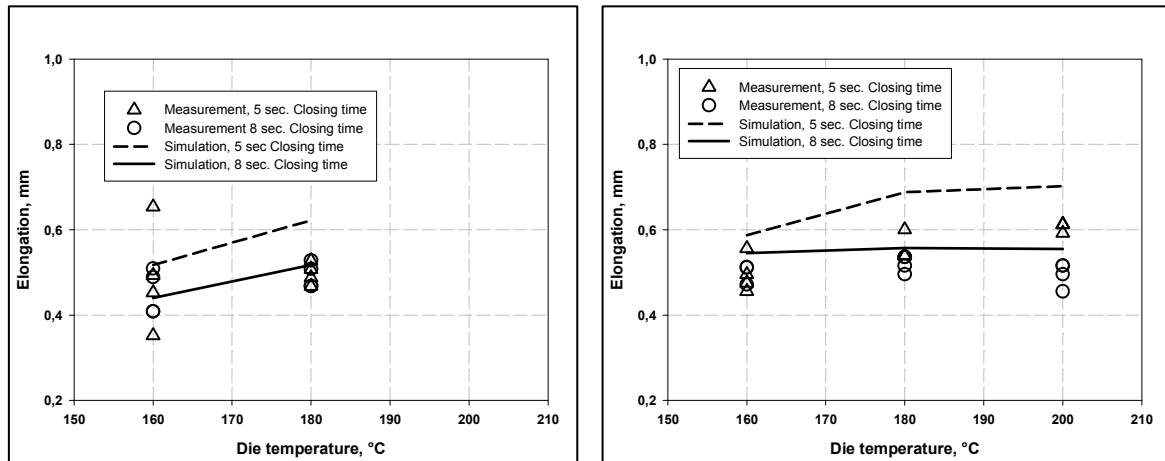 1,0
0,8
0,6
0,4
0,2
Elongation, mm
Measurement, 5 sec. Closing time
Measurement 8 sec. Closing time
Simulation, 5 sec Closing time
Simulation, 8 sec. Closing time
150 160 170 180 190 200 210
Die temperature, °C
1,0
0,8
0,6
0,4
0,2
Elongation, mm
Measurement, 5 sec. Closing time
Measurement, 8 sec. Closing time
Simulation, 5 sec. Closing time
Simulation, 8 sec. Closing time
150 160 170 180 190 200 210
Die temperature, °C